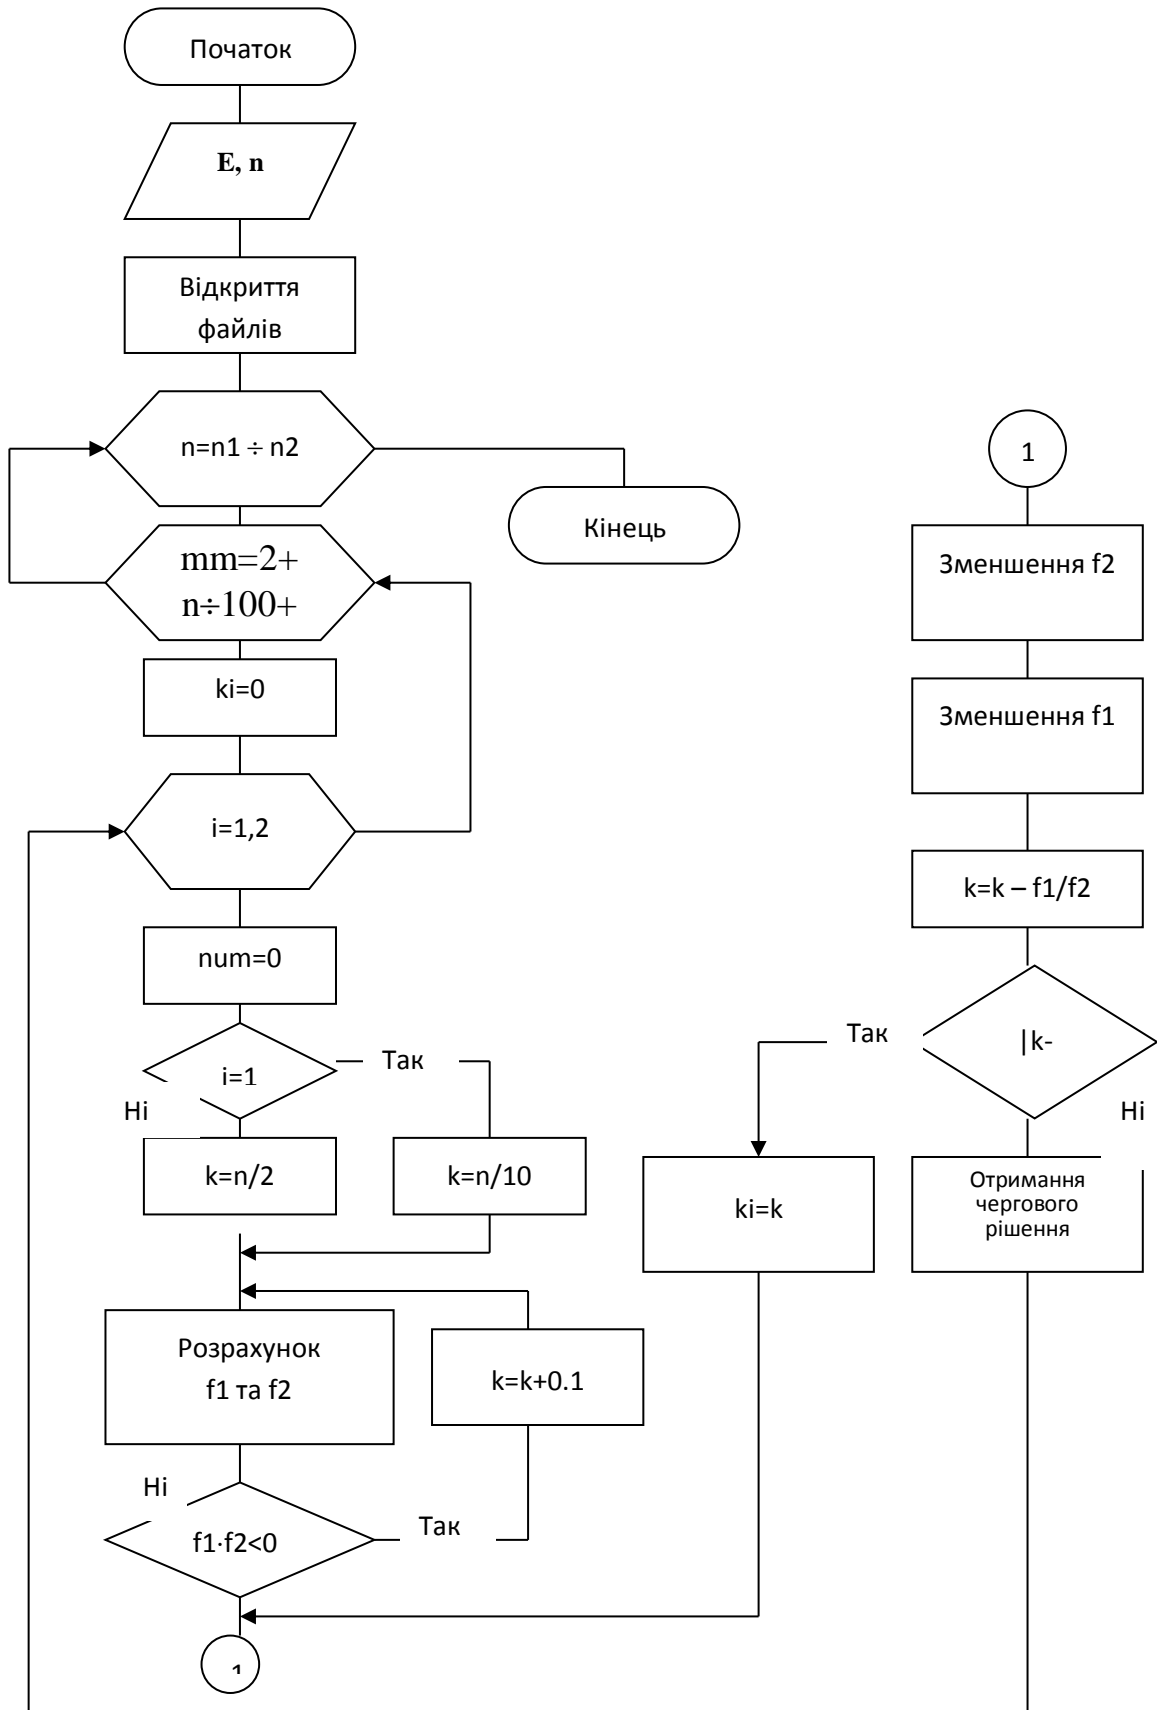 Початок
E, n
Відкриття
файлів
n=n1 ÷ n2
Кінець
mm=2+
n÷100+
ki=0
i=1,2
num=0
i=1
Так
Ні
k=n/2
k=n/10
Розрахунок
f1 та f2
k=k+0.1
Ні
f1·f2<0
Так
1
1
Зменшення f2
Зменшення f1
k=k – f1/f2
Так
|k-
Ні
ki=k
Отримання
чергового
рішення